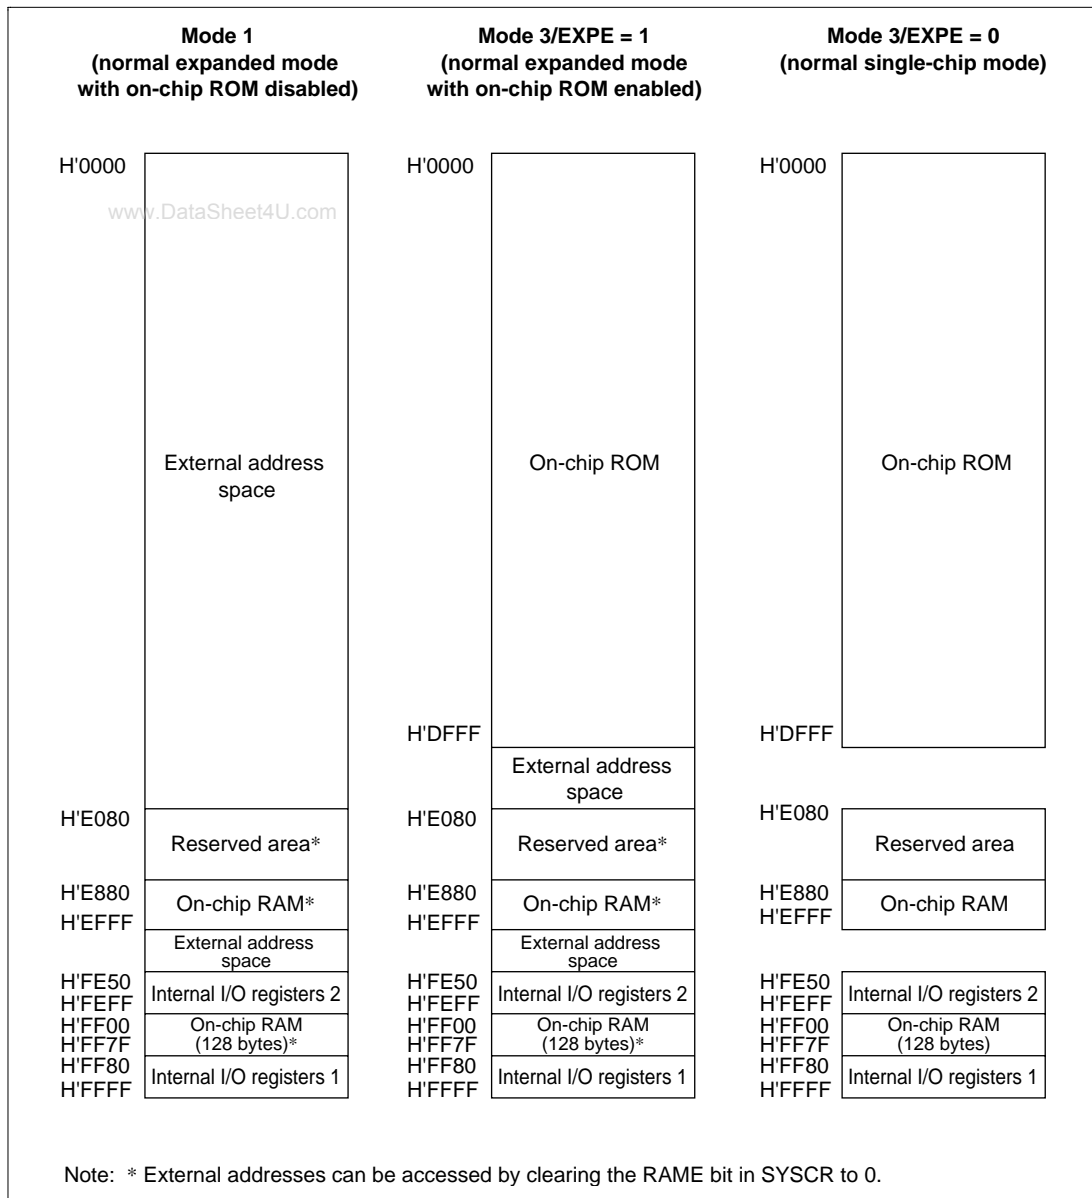 Mode 1
(normal expanded mode
with on-chip ROM disabled)
H'0000
www.DataSheet4U.com
External address
space
H'E080
Reserved area*
H'E880
On-chip RAM*
H'EFFF
External address
space
H'FE50
Internal I/O registers 2
H'FEFF
H'FF00
On-chip RAM
(128 bytes)*
H'FF7F
H'FF80
Internal I/O registers 1
H'FFFF
Mode 3/EXPE = 1
(normal expanded mode
with on-chip ROM enabled)
H'0000
On-chip ROM
H'DFFF
External address
space
H'E080
Reserved area*
H'E880
On-chip RAM*
H'EFFF
External address
space
H'FE50
Internal I/O registers 2
H'FEFF
H'FF00
On-chip RAM
(128 bytes)*
H'FF7F
H'FF80
Internal I/O registers 1
H'FFFF
Mode 3/EXPE = 0
(normal single-chip mode)
H'0000
On-chip ROM
H'DFFF
H'E080
Reserved area
H'E880
On-chip RAM
H'EFFF
H'FE50
Internal I/O registers 2
H'FEFF
H'FF00
On-chip RAM
(128 bytes)
H'FF7F
H'FF80
Internal I/O registers 1
H'FFFF
Note: * External addresses can be accessed by clearing the RAME bit in SYSCR to 0.